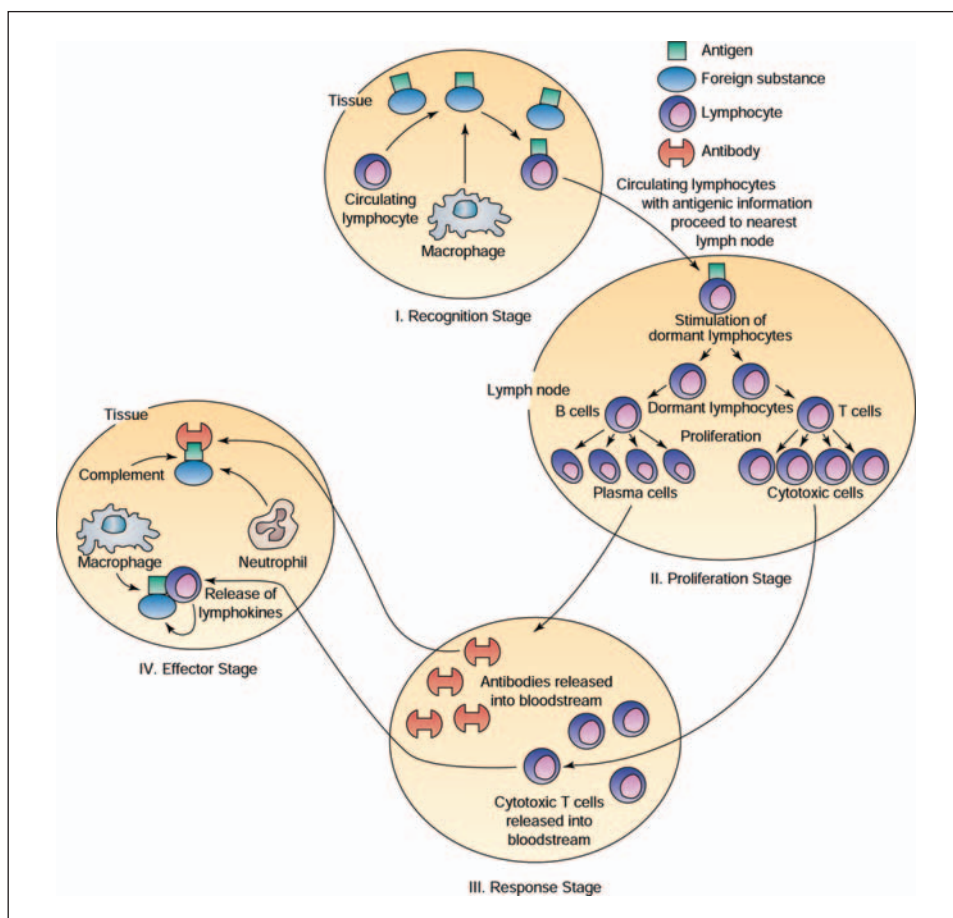 Antigen
Foreign substance
Lymphocyte
Antibody
Tissue
Circulating
lymphocyte
Macrophage
Circulating lymphocytes
with antigenic information
proceed to nearest
lymph node
I. Recognition Stage
Stimulation of
dormant lymphocytes
Lymph node
B cells
Dormant lymphocytes
T cells
Proliferation
Plasma cells
Cytotoxic cells
II. Proliferation Stage
Tissue
Complement
Macrophage
Neutrophil
Release of
lymphokines
IV. Effector Stage
Antibodies released
into bloodstream
Cytotoxic T cells
released into
bloodstream
III. Response Stage